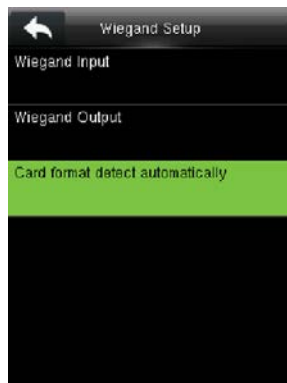 Wiegand Setup
Wiegand Input
Wiegand Output
Card format detect automatically